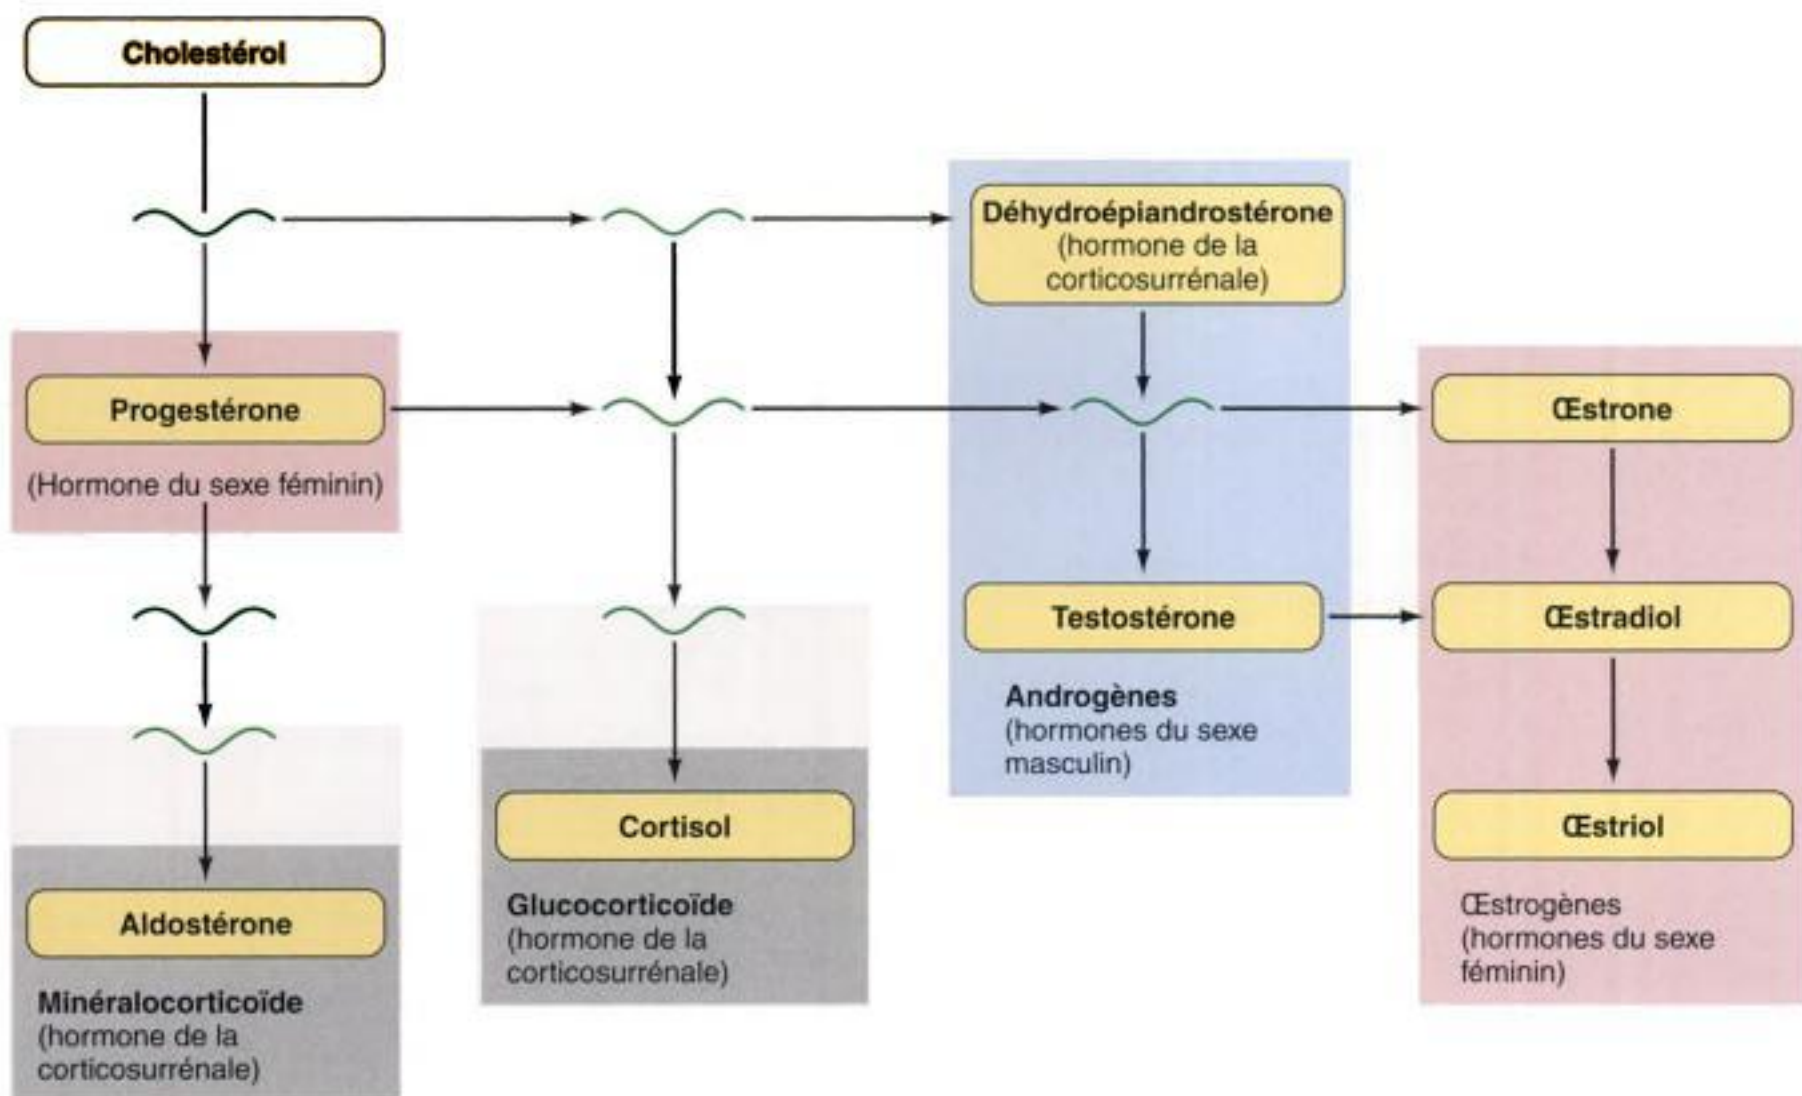 Cholestérol
Déhydroépiandrostérone
(hormone de la
corticosurrénale)
Progestérone
(Hormone du sexe féminin)
Œstrone
Testostérone
Œstradiol
Androgènes
(hormones du sexe
masculin)
Cortisol
Glucocorticoïde
(hormone de la
corticosurrénale)
Œstriol
Œstrogènes
(hormones du sexe
féminin)
Aldostérone
Minéralocorticoïde
(hormone de la
corticosurrénale)